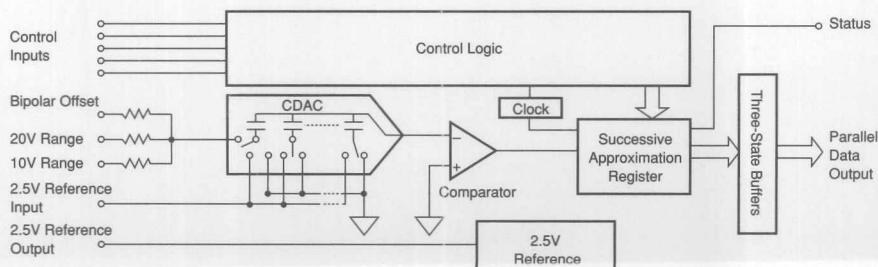 Control
Inputs
Control Logic
Status
Bipolar Offset
20V Range
10V Range
2.5V Reference
Input
2.5V Reference
Output
CDAC
Clock
−
+
Comparator
Successive
Approximation
Register
Three-State Buffers
Parallel
Data
Output
2.5V
Reference